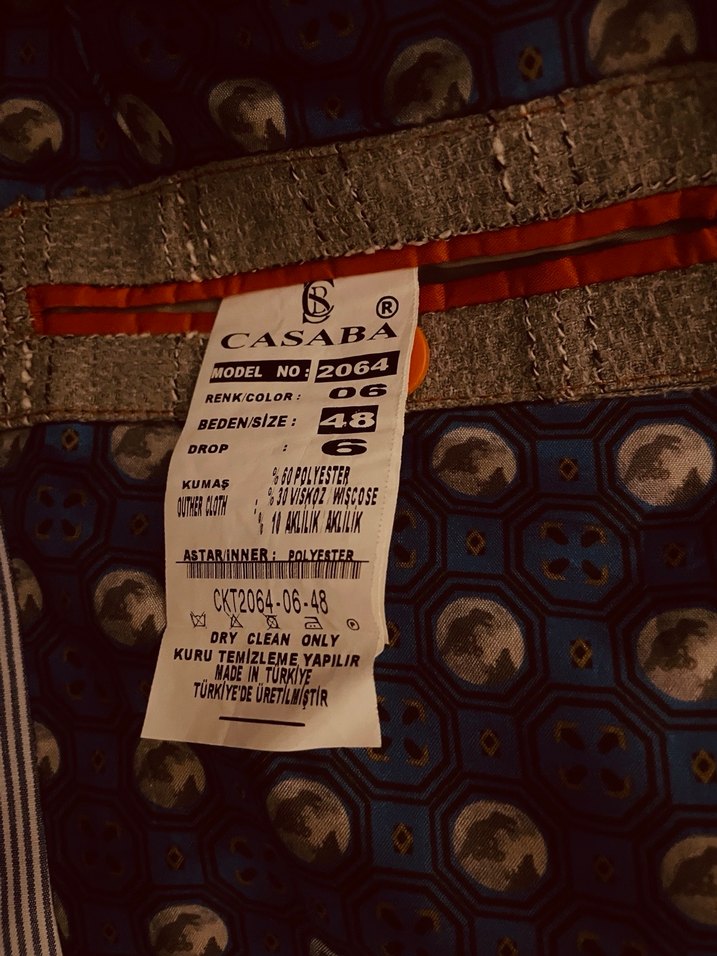 CSB ®
CASABA
MODEL NO: 2064
RENK/COLOR: 06
BEDEN/SIZE: 48
DROP : 6
KUMAŞ % 60 POLYESTER
OUTHER CLOTH : % 30 VISKOZ WISCOSE
% 10 AKLILIK AKLILIK
ASTAR/INNER: POLYESTER
CKT2064-06-48
P
DRY CLEAN ONLY
KURU TEMİZLEME YAPILIR
MADE IN TÜRKİYE
TÜRKİYE'DE ÜRETİLMİŞTİR